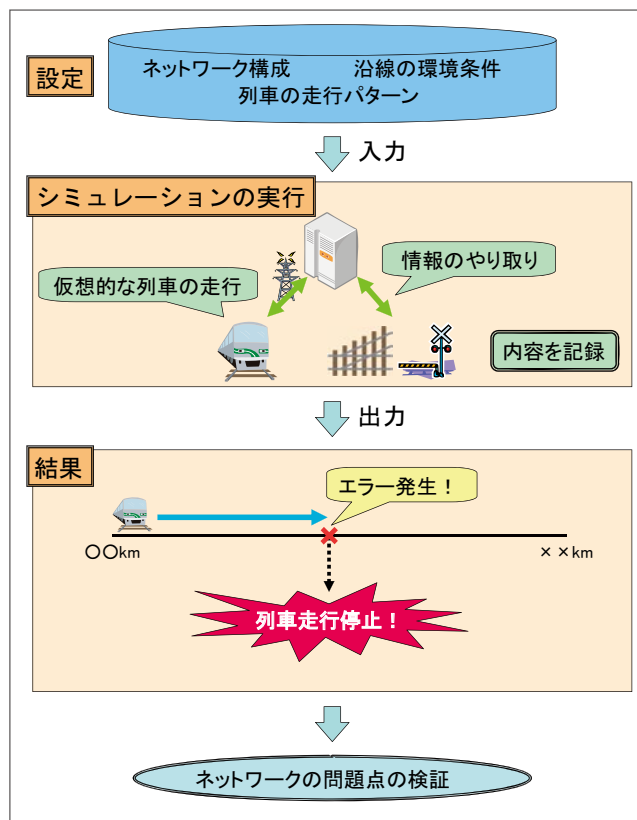 設定
ネットワーク構成　　沿線の環境条件
列車の走行パターン
入力
シミュレーションの実行
仮想的な列車の走行
情報のやり取り
内容を記録
出力
結果
エラー発生！
〇〇km
××km
列車走行停止！
ネットワークの問題点の検証